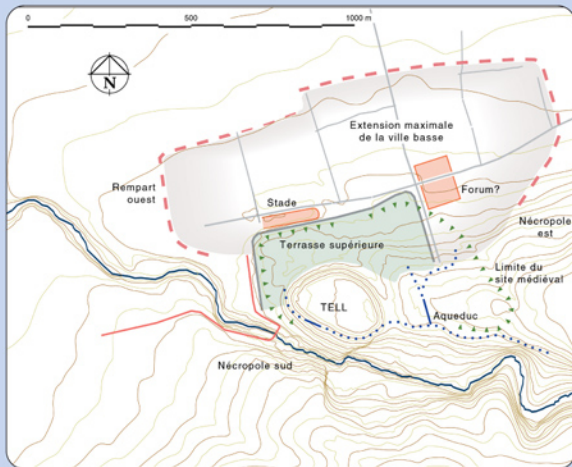 0 500 1000 m
N
Extension maximale
de la ville basse
Rempart
ouest
Stade
Forum?
Nécropole
est
Terrasse supérieure
Limite du
site médiéval
TELL
Aqueduc
Nécropole sud